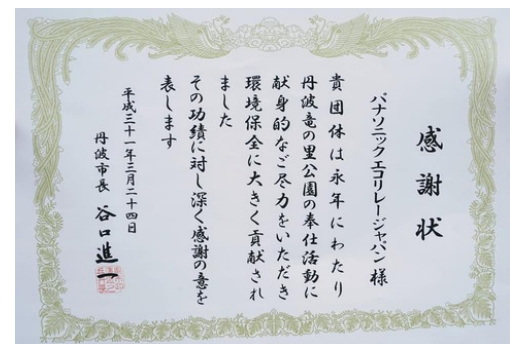 感謝状
パナソニックエコリレージャパン 様
貴団体は永年にわたり
丹波竜の里公園の奉仕活動に
献身的なご尽力をいただき
環境保全に大きく貢献され
ました
その功績に対し深く感謝の意を
表します
平成三十一年三月二十四日
丹波市長 谷口進一